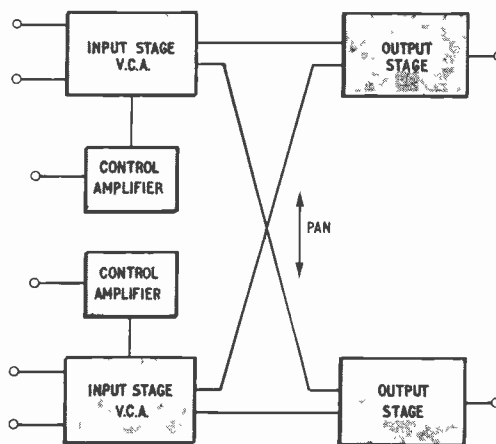 INPUT STAGE
V.C.A.
OUTPUT
STAGE
CONTROL
AMPLIFIER
PAN
CONTROL
AMPLIFIER
INPUT STAGE
V.C.A.
OUTPUT
STAGE